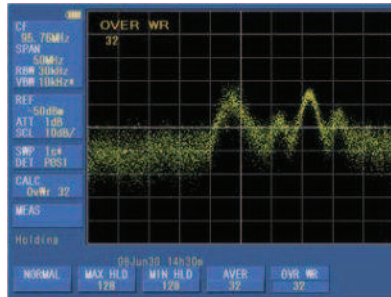 CF
95.76MHz
SPAN
50MHz
RBW 30kHz
VBW 10kHz*
REF
-50dBm
ATT 1dB
SCL 10dB/
SWP 1s*
DET POSI
CALC
OvWr 32
MEAS
Holding
OVER WR
32
06Jun30 14h30m
NORMAL
MAX HLD
128
MIN HLD
128
AVER
32
OVR WR
32